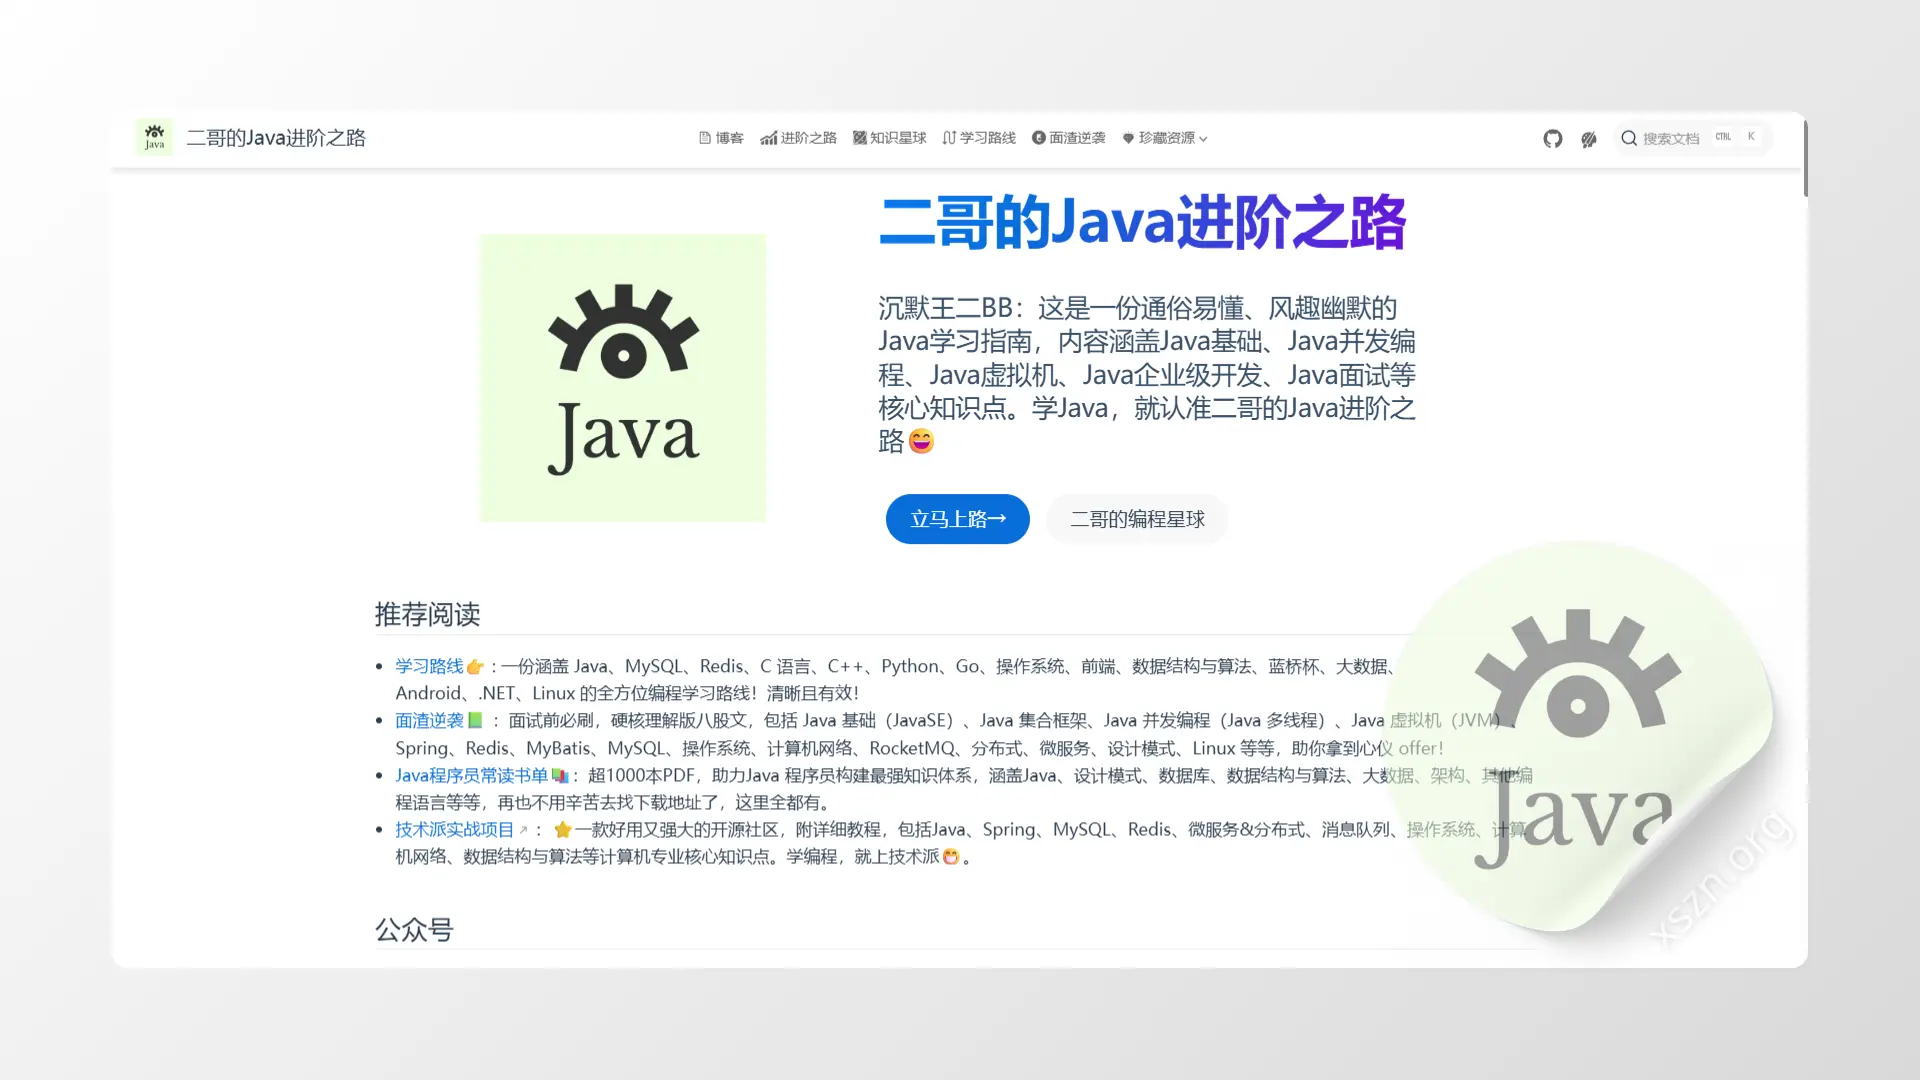 Java
二哥的Java进阶之路
博客
进阶之路
知识星球
学习路线
面渣逆袭
珍藏资源
搜索文档 CTRL K
Java
二哥的Java进阶之路
沉默王二BB：这是一份通俗易懂、风趣幽默的
Java学习指南，内容涵盖Java基础、Java并发编
程、Java虚拟机、Java企业级开发、Java面试等
核心知识点。学Java，就认准二哥的Java进阶之
路😄
立马上路→
二哥的编程星球
推荐阅读
学习路线👉：一份涵盖 Java、MySQL、Redis、C 语言、C++、Python、Go、操作系统、前端、数据结构与算法、蓝桥杯、大数据、
Android、.NET、Linux 的全方位编程学习路线！清晰且有效！
面渣逆袭📗 ：面试前必刷，硬核理解版八股文，包括 Java 基础（JavaSE）、Java 集合框架、Java 并发编程（Java 多线程）、Java 虚拟机（JVM）、
Spring、Redis、MyBatis、MySQL、操作系统、计算机网络、RocketMQ、分布式、微服务、设计模式、Linux 等等，助你拿到心仪 offer！
Java程序员常读书单📚：超1000本PDF，助力Java 程序员构建最强知识体系，涵盖Java、设计模式、数据库、数据结构与算法、大数据、架构、其他编
程语言等等，再也不用辛苦去找下载地址了，这里全都有。
技术派实战项目↗ ：⭐一款好用又强大的开源社区，附详细教程，包括Java、Spring、MySQL、Redis、微服务&分布式、消息队列、操作系统、计算
机网络、数据结构与算法等计算机专业核心知识点。学编程，就上技术派😁。
公众号
Java
xszn.org